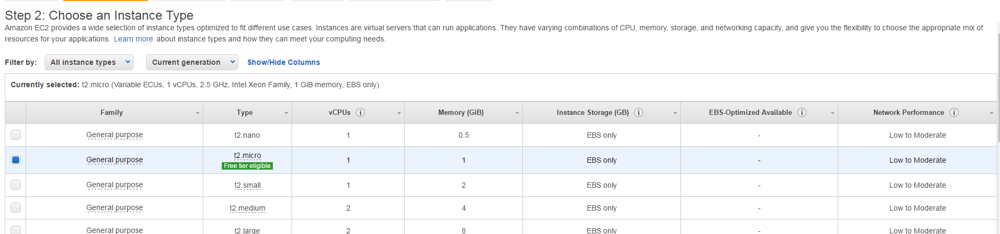 Step 2: Choose an Instance Type
Amazon EC2 provides a wide selection of instance types optimized to fit different use cases. Instances are virtual servers that can run applications. They have varying combinations of CPU, memory, storage, and networking capacity, and give you the flexibility to choose the appropriate mix of
resources for your applications. Learn more about instance types and how they can meet your computing needs.
Filter by: All instance types Current generation Show/Hide Columns
Currently selected: t2.micro (Variable ECUs, 1 vCPUs, 2.5 GHz, Intel Xeon Family, 1 GiB memory, EBS only)
Family Type vCPUs Memory (GiB) Instance Storage (GB) EBS-Optimized Available Network Performance
General purpose t2.nano 1 0.5 EBS only - Low to Moderate
General purpose t2.micro 1 1 EBS only - Low to Moderate
Free tier eligible
General purpose t2.small 1 2 EBS only - Low to Moderate
General purpose t2.medium 2 4 EBS only - Low to Moderate
General purpose t2.large 2 8 EBS only - Low to Moderate